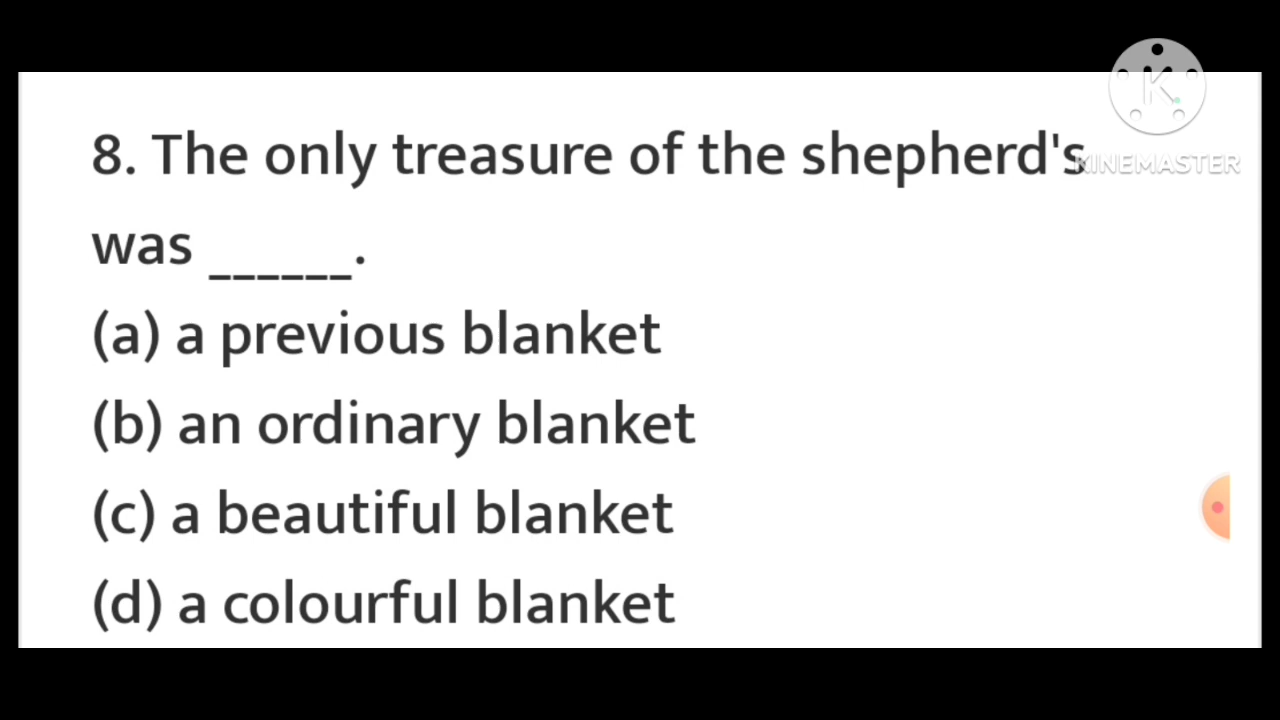 8. The only treasure of the shepherd's
was ______.
(a) a previous blanket
(b) an ordinary blanket
(c) a beautiful blanket
(d) a colourful blanket
K
KINEMASTER